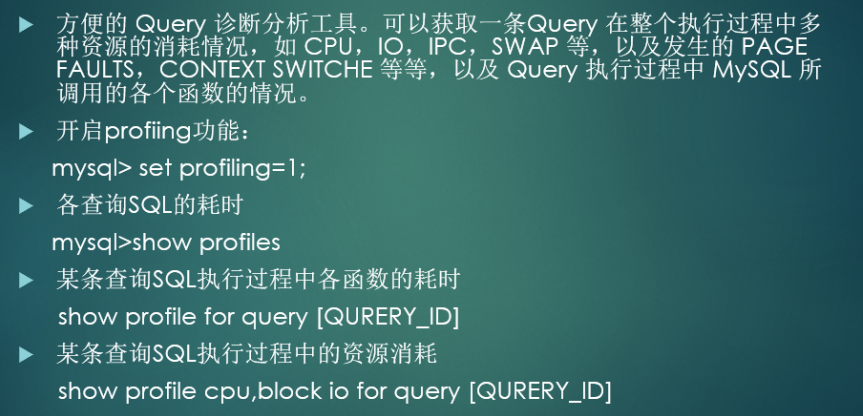 方便的 Query 诊断分析工具。可以获取一条Query 在整个执行过程中多
种资源的消耗情况，如 CPU，IO，IPC，SWAP 等，以及发生的 PAGE
FAULTS，CONTEXT SWITCHE 等等，以及 Query 执行过程中 MySQL 所
调用的各个函数的情况。
开启profiing功能：
mysql> set profiling=1;
各查询SQL的耗时
mysql>show profiles
某条查询SQL执行过程中各函数的耗时
show profile for query [QURERY_ID]
某条查询SQL执行过程中的资源消耗
show profile cpu,block io for query [QURERY_ID]